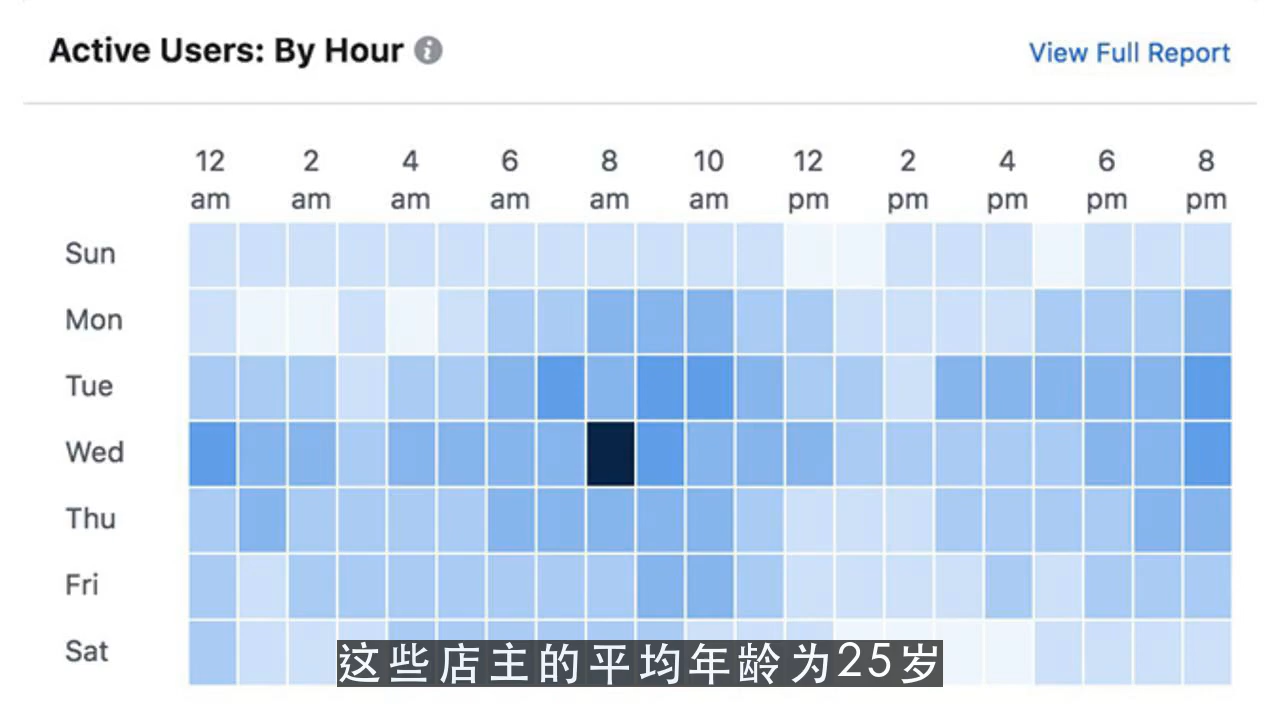 Active Users: By Hour
View Full Report
12 am 2 am 4 am 6 am 8 am 10 am 12 pm 2 pm 4 pm 6 pm 8 pm
Sun
Mon
Tue
Wed
Thu
Fri
Sat
这些店主的平均年龄为25岁